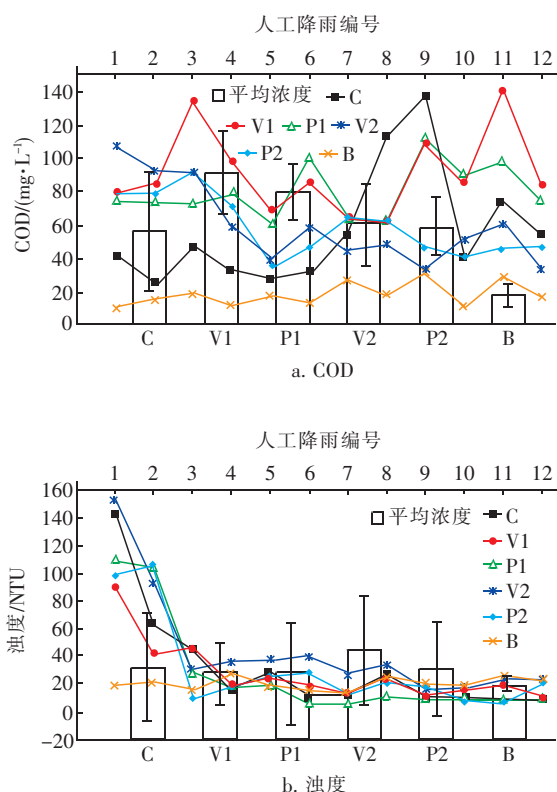 人工降雨编号
1 2 3 4 5 6 7 8 9 10 11 12
140
120
100
80
60
40
20
0
COD/(mg·L⁻¹)
平均浓度 C
V1 P1 V2
P2 B
C V1 P1 V2 P2 B
a. COD
人工降雨编号
1 2 3 4 5 6 7 8 9 10 11 12
160
140
120
100
80
60
40
20
0
-20
浊度/NTU
平均浓度
C
V1
P1
V2
P2
B
C V1 P1 V2 P2 B
b. 浊度